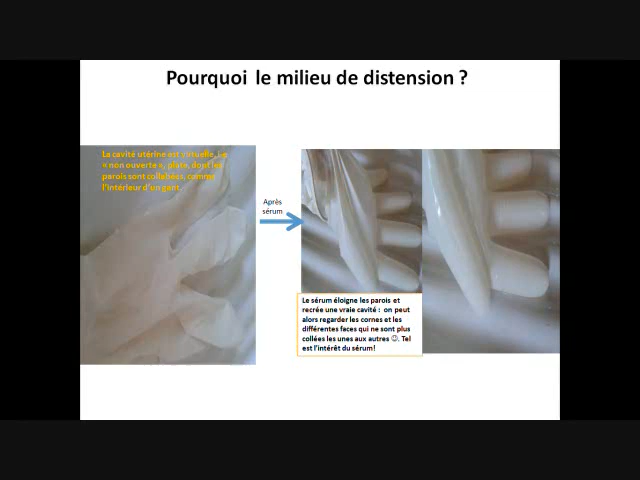 Pourquoi le milieu de distension ?
La cavité utérine est virtuelle, ie
« non ouverte », plate, dont les
parois sont collabées, comme
l'intérieur d'un gant.
Après
sérum
Le sérum éloigne les parois et
recrée une vraie cavité : on peut
alors regarder les cornes et les
différentes faces qui ne sont plus
collées les unes aux autres ☺. Tel
est l'intérêt du sérum!